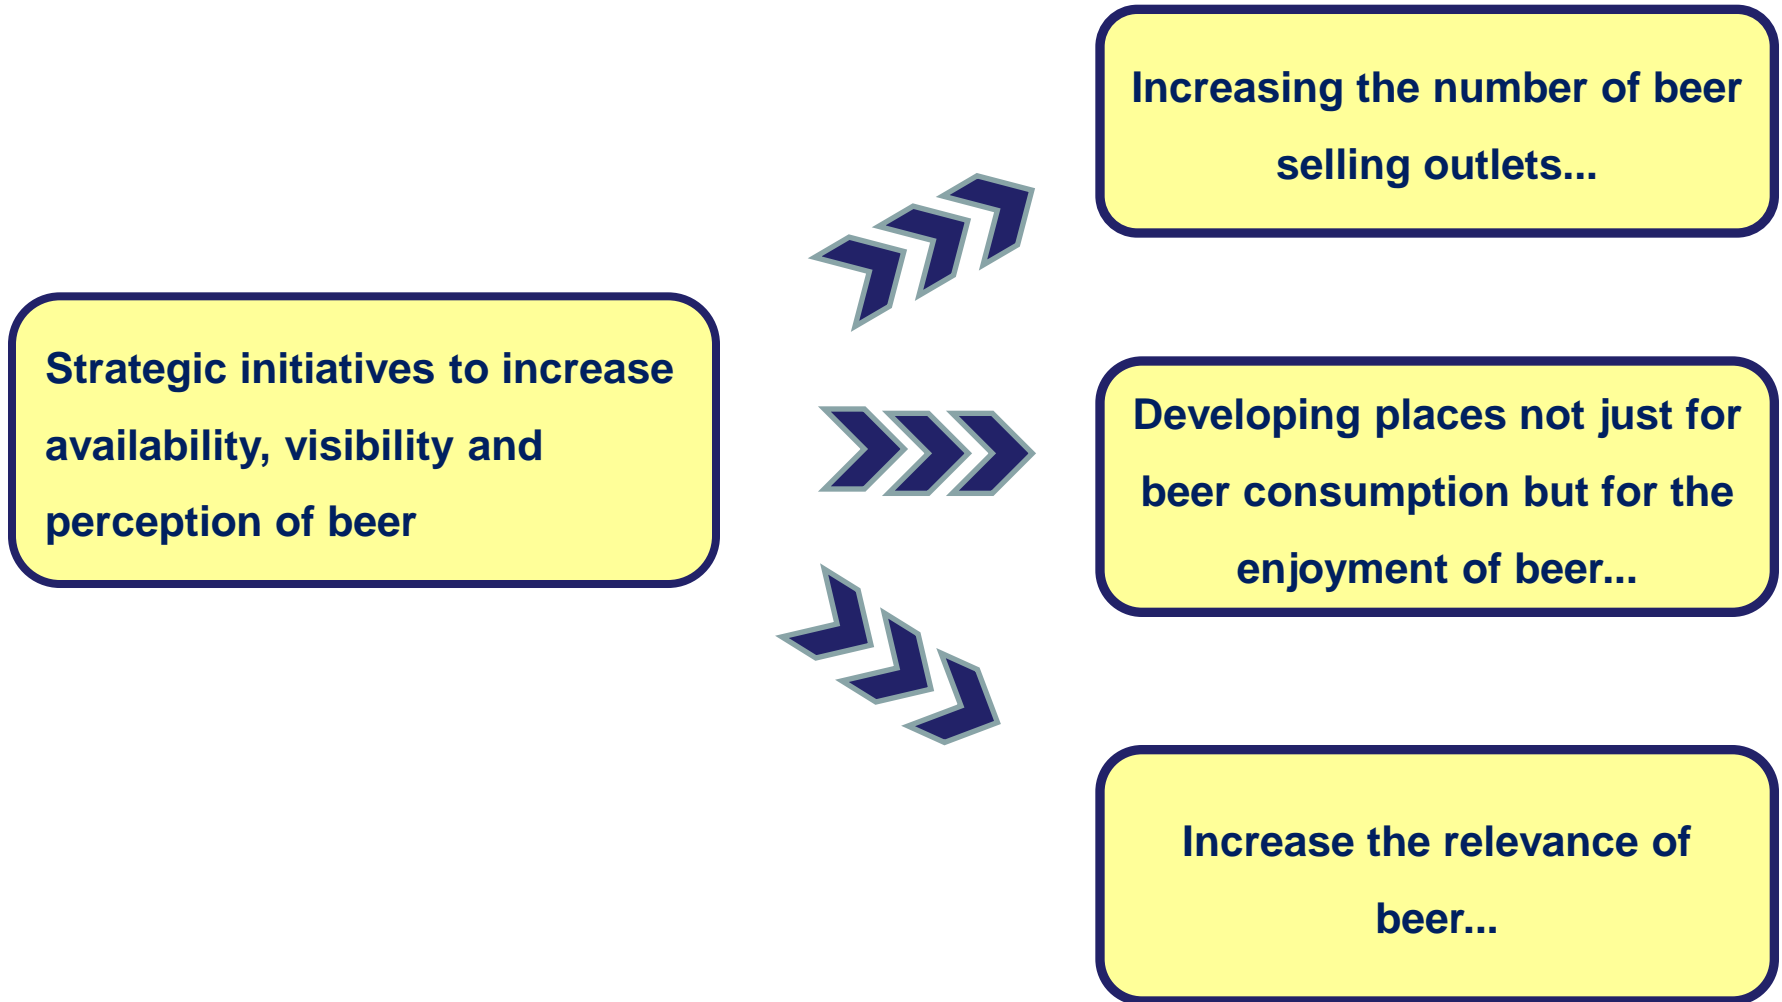 Strategic initiatives to increase
availability, visibility and
perception of beer
Increasing the number of beer
selling outlets...
Developing places not just for
beer consumption but for the
enjoyment of beer...
Increase the relevance of
beer...